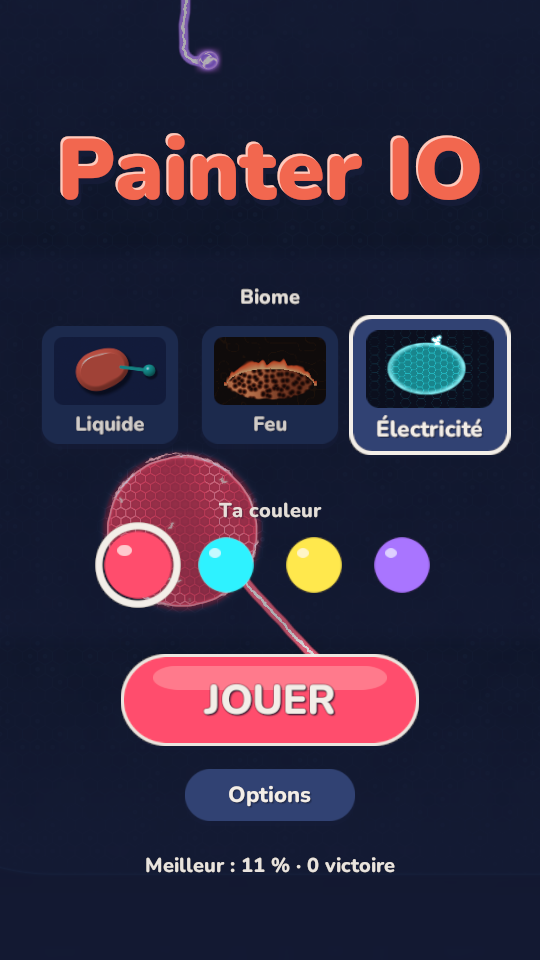 Painter IO
Biome
Liquide
Feu
Électricité
Ta couleur
JOUER
Options
Meilleur : 11 % · 0 victoire